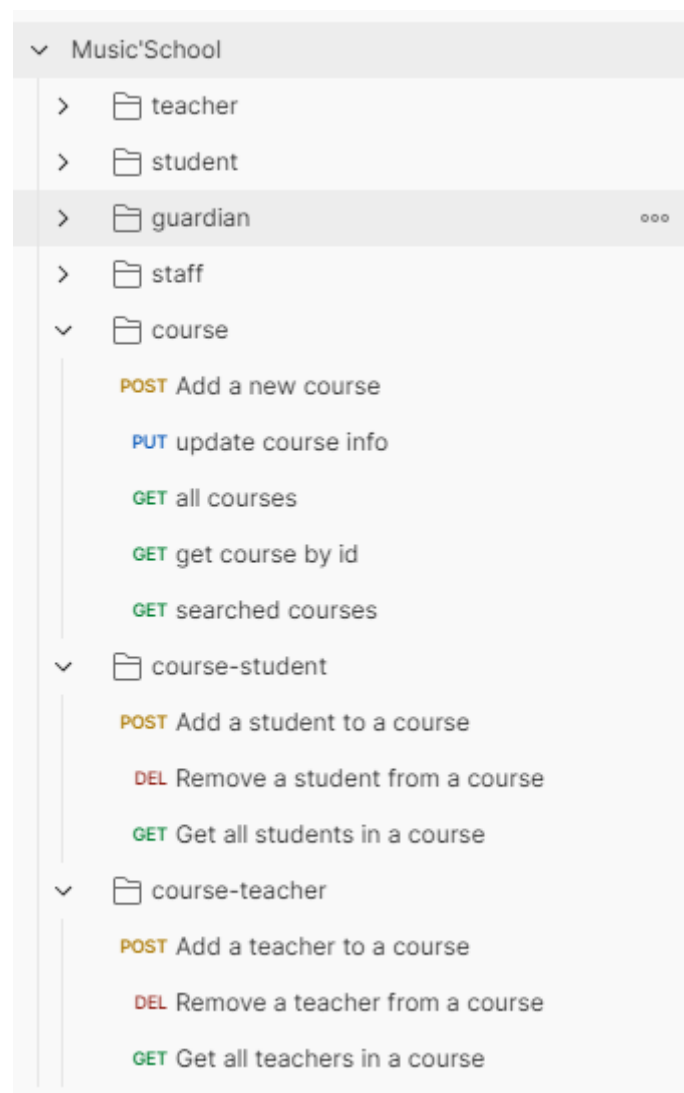 Music'School
teacher
student
guardian
staff
course
POST Add a new course
PUT update course info
GET all courses
GET get course by id
GET searched courses
course-student
POST Add a student to a course
DEL Remove a student from a course
GET Get all students in a course
course-teacher
POST Add a teacher to a course
DEL Remove a teacher from a course
GET Get all teachers in a course